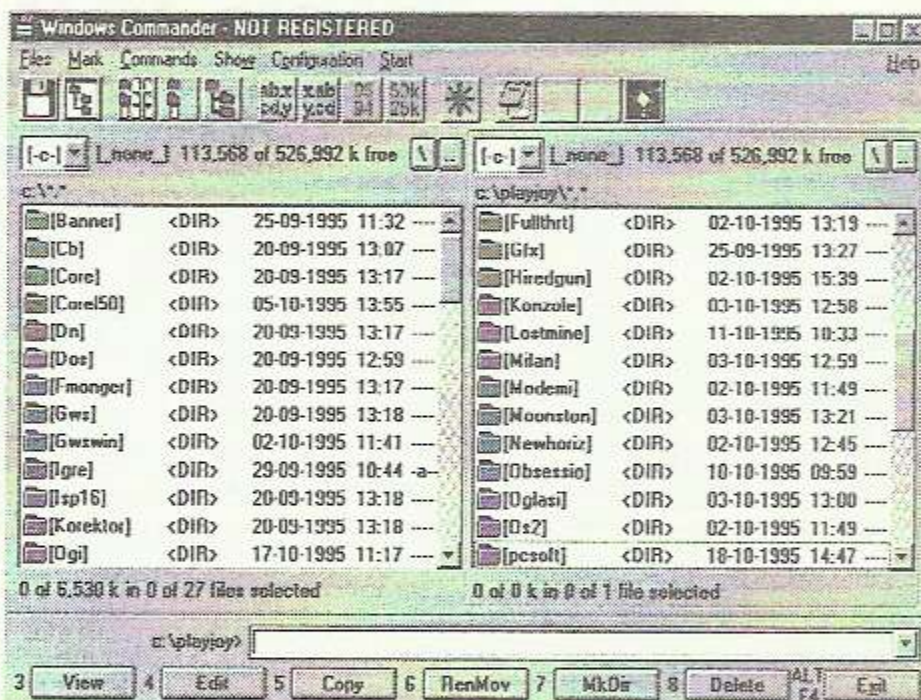 Windows Commander - NOT REGISTERED
Files Mark Commands Show Configuration Start Help
[-c-] [_none_] 113,568 of 526,992 k free \ ..
c:\*.*
[Banner] <DIR> 25-09-1995 11:32 ----
[Cb] <DIR> 20-09-1995 13:07 ----
[Core] <DIR> 20-09-1995 13:17 ----
[Corel50] <DIR> 05-10-1995 13:55 ----
[Dn] <DIR> 20-09-1995 13:17 ----
[Dos] <DIR> 20-09-1995 12:59 ----
[Fmonger] <DIR> 20-09-1995 13:17 ----
[Gws] <DIR> 20-09-1995 13:18 ----
[Gwswin] <DIR> 02-10-1995 11:41 ----
[Igre] <DIR> 29-09-1995 10:44 -a--
[Isp16] <DIR> 20-09-1995 13:18 ----
[Korektor] <DIR> 20-09-1995 13:18 ----
[Ogi] <DIR> 17-10-1995 11:17 ----
0 of 6,530 k in 0 of 27 files selected
[-c-] [_none_] 113,568 of 526,992 k free \ ..
c:\playjoy\*.*
[Fullthrt] <DIR> 02-10-1995 13:19 ----
[Gfx] <DIR> 25-09-1995 13:27 ----
[Hiredgun] <DIR> 02-10-1995 15:39 ----
[Konzole] <DIR> 03-10-1995 12:58 ----
[Lostmine] <DIR> 11-10-1995 10:33 ----
[Milan] <DIR> 03-10-1995 12:59 ----
[Modemi] <DIR> 02-10-1995 11:49 ----
[Moonston] <DIR> 03-10-1995 13:21 ----
[Newhoriz] <DIR> 02-10-1995 12:45 ----
[Obsessio] <DIR> 10-10-1995 09:59 ----
[Oglasi] <DIR> 03-10-1995 13:00 ----
[Os2] <DIR> 02-10-1995 11:49 ----
[pcsoft] <DIR> 18-10-1995 14:47 ----
0 of 0 k in 0 of 1 file selected
c:\playjoy>
3 View 4 Edit 5 Copy 6 RenMov 7 MkDir 8 Delete ALT F4 Exit